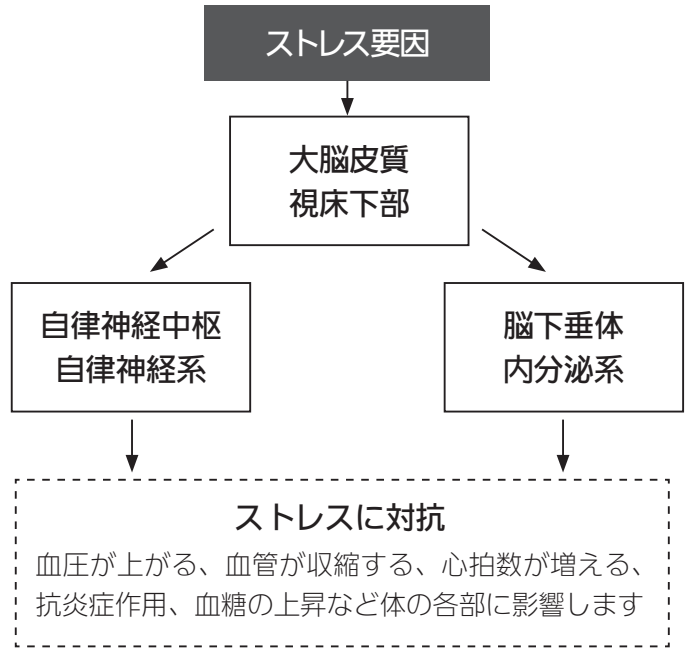 ストレス要因
大脳皮質
視床下部
自律神経中枢
自律神経系
脳下垂体
内分泌系
ストレスに対抗
血圧が上がる、血管が収縮する、心拍数が増える、
抗炎症作用、血糖の上昇など体の各部に影響します